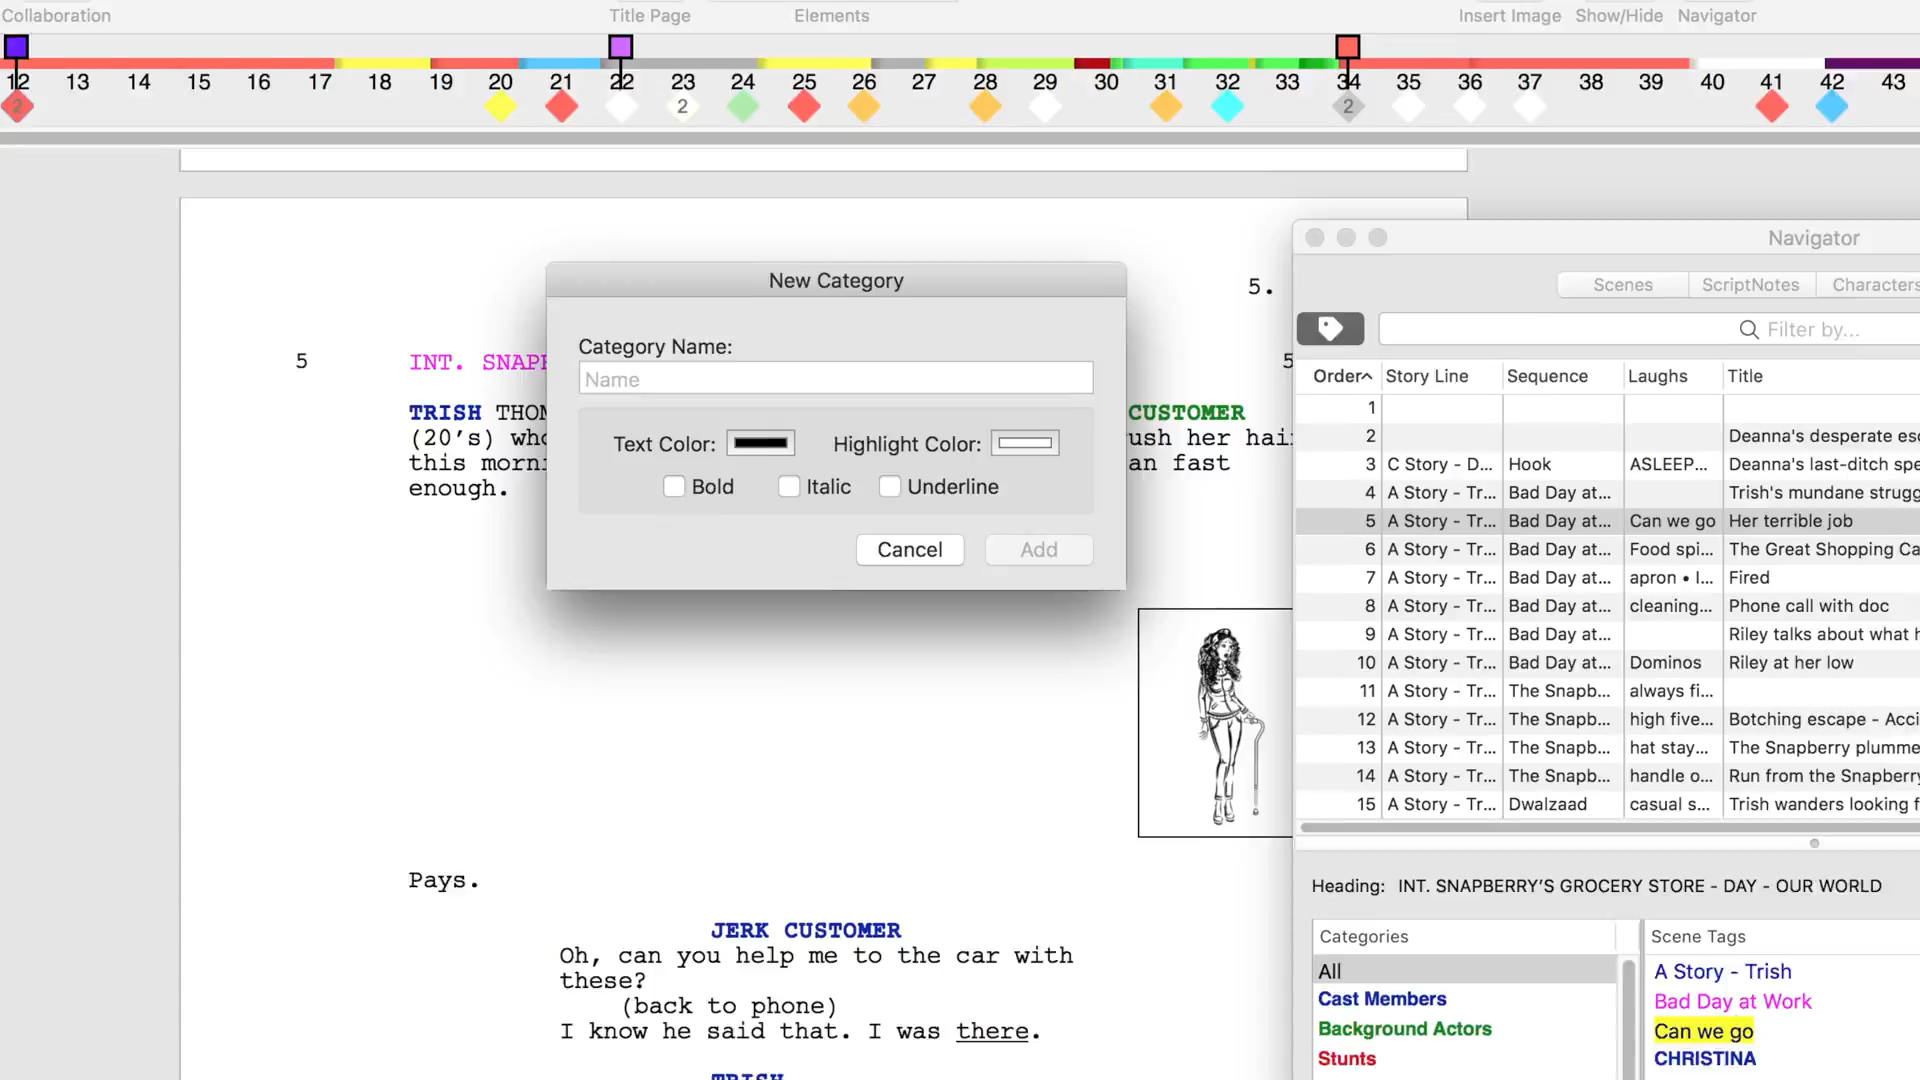 Collaboration Title Page Elements Insert Image Show/Hide Navigator
12 13 14 15 16 17 18 19 20 21 22 23 24 25 26 27 28 29 30 31 32 33 34 35 36 37 38 39 40 41 42 43
2 2 2
5.
5 INT. SNAPB 5
TRISH THOM CUSTOMER
(20's) who ush her hai
this morni an fast
enough.
Pays.
JERK CUSTOMER
Oh, can you help me to the car with
these?
(back to phone)
I know he said that. I was there.
TRISH
New Category
Category Name:
Name
Text Color: Highlight Color:
Bold Italic Underline
Cancel Add
Navigator
Scenes ScriptNotes Characters
Filter by...
Order Story Line Sequence Laughs Title
1
2 Deanna's desperate esc
3 C Story - D... Hook ASLEEP... Deanna's last-ditch spe
4 A Story - Tr... Bad Day at... Trish's mundane strugg
5 A Story - Tr... Bad Day at... Can we go Her terrible job
6 A Story - Tr... Bad Day at... Food spi... The Great Shopping Ca
7 A Story - Tr... Bad Day at... apron • I... Fired
8 A Story - Tr... Bad Day at... cleaning... Phone call with doc
9 A Story - Tr... Bad Day at... Riley talks about what h
10 A Story - Tr... Bad Day at... Dominos Riley at her low
11 A Story - Tr... The Snapb... always fi...
12 A Story - Tr... The Snapb... high five... Botching escape - Acci
13 A Story - Tr... The Snapb... hat stay... The Snapberry plumme
14 A Story - Tr... The Snapb... handle o... Run from the Snapberry
15 A Story - Tr... Dwalzaad casual s... Trish wanders looking f
Heading: INT. SNAPBERRY'S GROCERY STORE - DAY - OUR WORLD
Categories
All
Cast Members
Background Actors
Stunts
Scene Tags
A Story - Trish
Bad Day at Work
Can we go
CHRISTINA